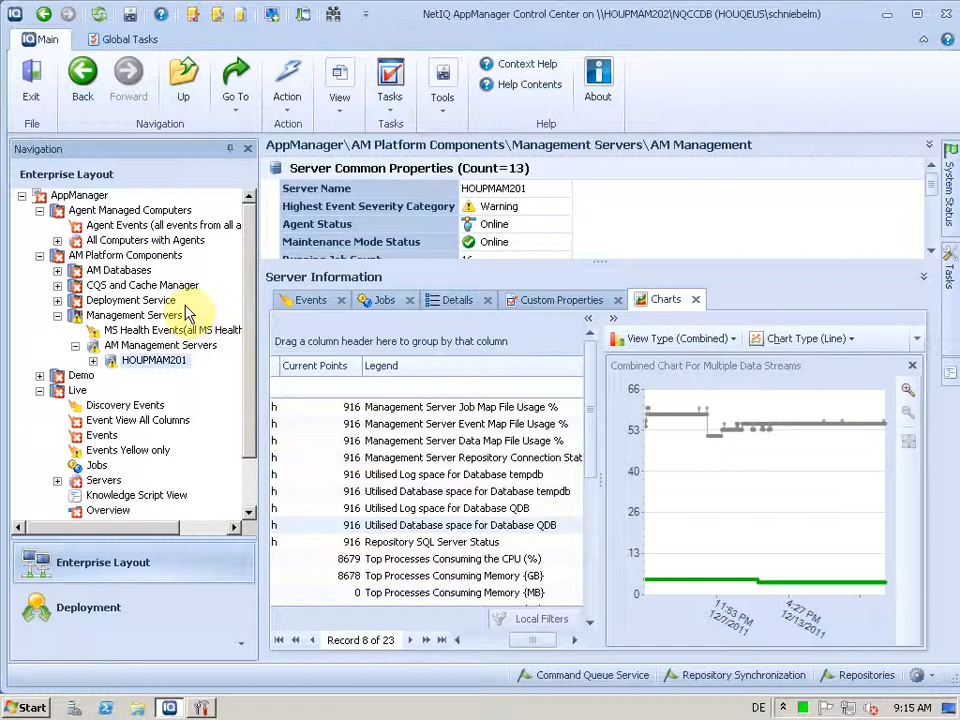 NetIQ AppManager Control Center on \\HOUPMAM202\NQCCDB (HOUQEUS\schniebelm)
Main
Global Tasks
Exit
Back
Forward
Up
Go To
Action
View
Tasks
Tools
Context Help
Help Contents
About
File
Navigation
Action
Tasks
Help
Navigation
Enterprise Layout
AppManager
Agent Managed Computers
Agent Events (all events from all a
All Computers with Agents
AM Platform Components
AM Databases
CQS and Cache Manager
Deployment Service
Management Servers
MS Health Events(all MS Health
AM Management Servers
HOUPMAM201
Demo
Live
Discovery Events
Event View All Columns
Events
Events Yellow only
Jobs
Servers
Knowledge Script View
Overview
Enterprise Layout
Deployment
AppManager\AM Platform Components\Management Servers\AM Management
Server Common Properties (Count=13)
Server Name HOUPMAM201
Highest Event Severity Category Warning
Agent Status Online
Maintenance Mode Status Online
Server Information
Events
Jobs
Details
Custom Properties
Charts
Drag a column header here to group by that column
Current Points Legend
h 916 Management Server Job Map File Usage %
h 916 Management Server Event Map File Usage %
h 916 Management Server Data Map File Usage %
h 916 Management Server Repository Connection Stat
h 916 Utilised Log space for Database tempdb
h 916 Utilised Database space for Database tempdb
h 916 Utilised Log space for Database QDB
h 916 Utilised Database space for Database QDB
h 916 Repository SQL Server Status
8679 Top Processes Consuming the CPU (%)
8678 Top Processes Consuming Memory {GB}
0 Top Processes Consuming Memory {MB}
Local Filters
Record 8 of 23
View Type (Combined)
Chart Type (Line)
Combined Chart For Multiple Data Streams
66
53
40
26
13
0
11:53 PM
12/7/2011
4:27 PM
12/13/2011
System Status
Tasks
Command Queue Service
Repository Synchronization
Repositories
Start
DE
9:15 AM